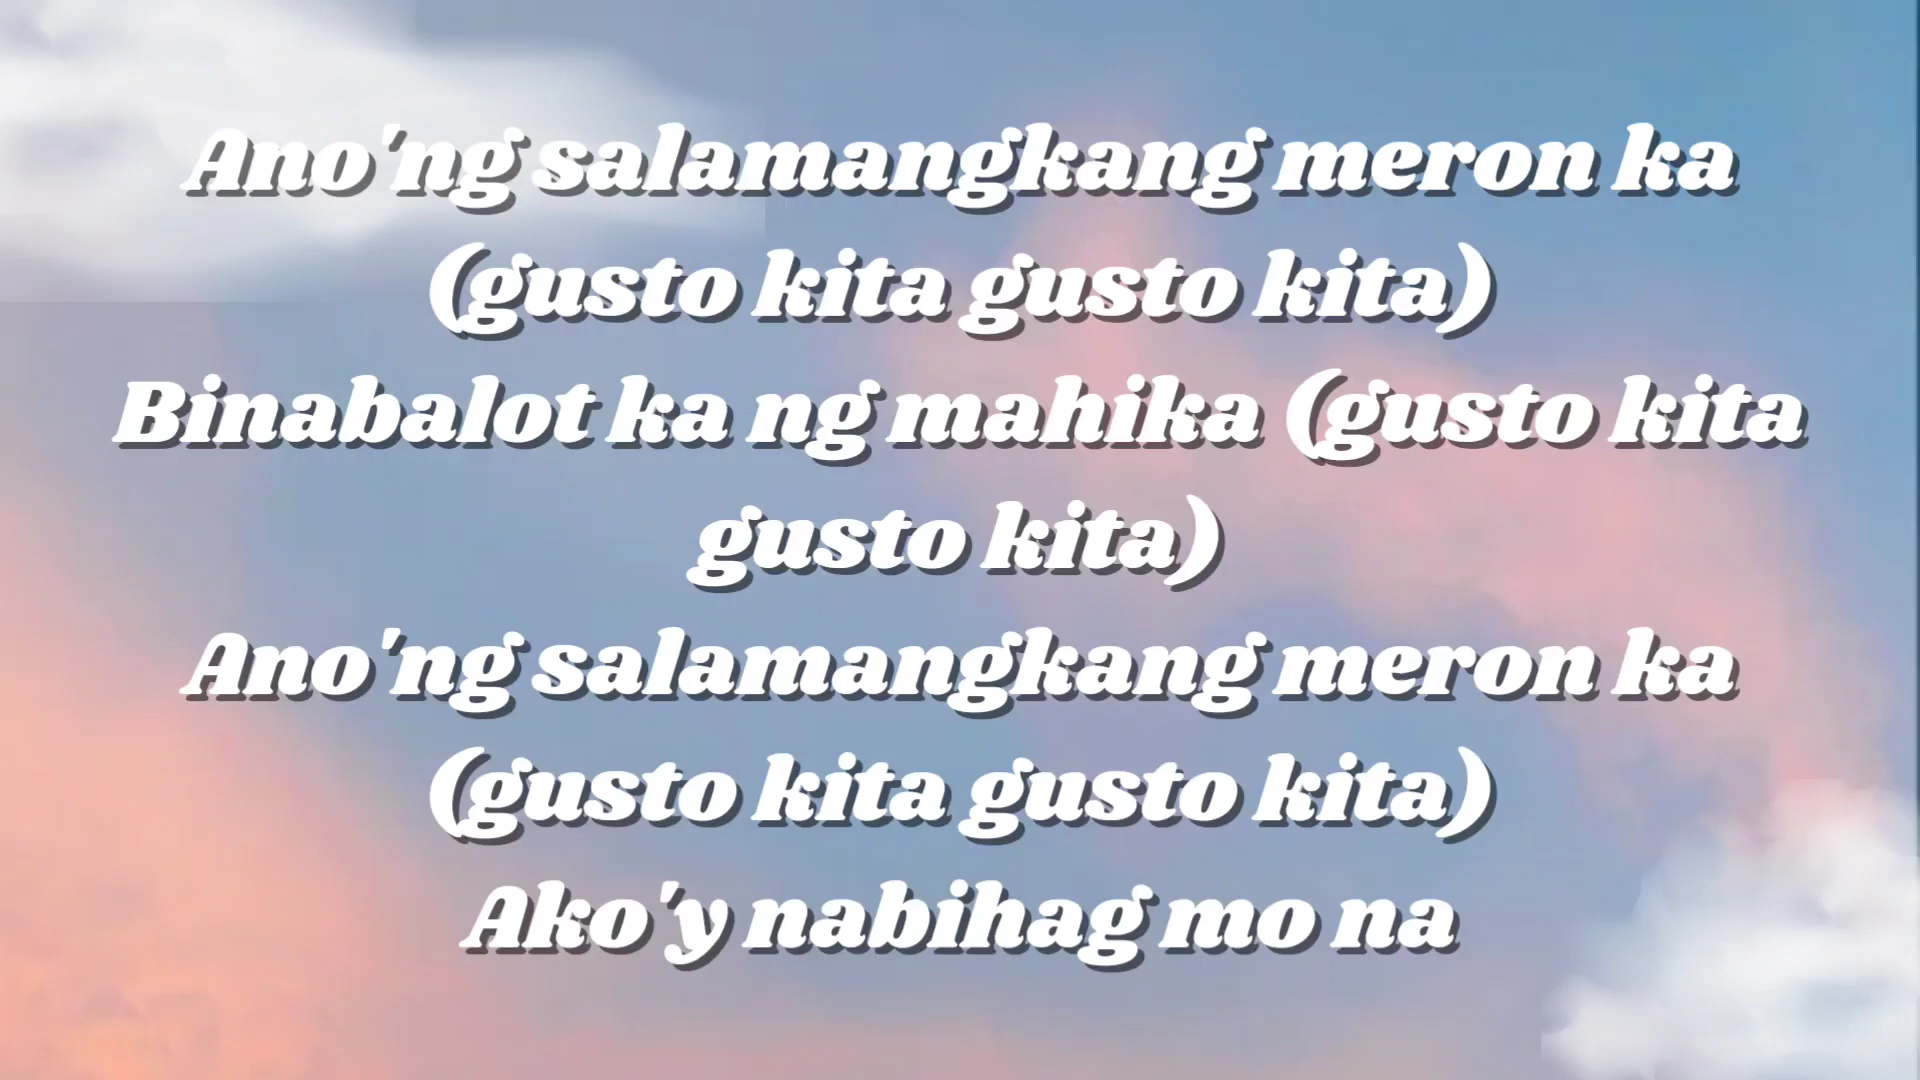 Ano'ng salamangkang meron ka
(gusto kita gusto kita)
Binabalot ka ng mahika (gusto kita
gusto kita)
Ano'ng salamangkang meron ka
(gusto kita gusto kita)
Ako'y nabihag mo na